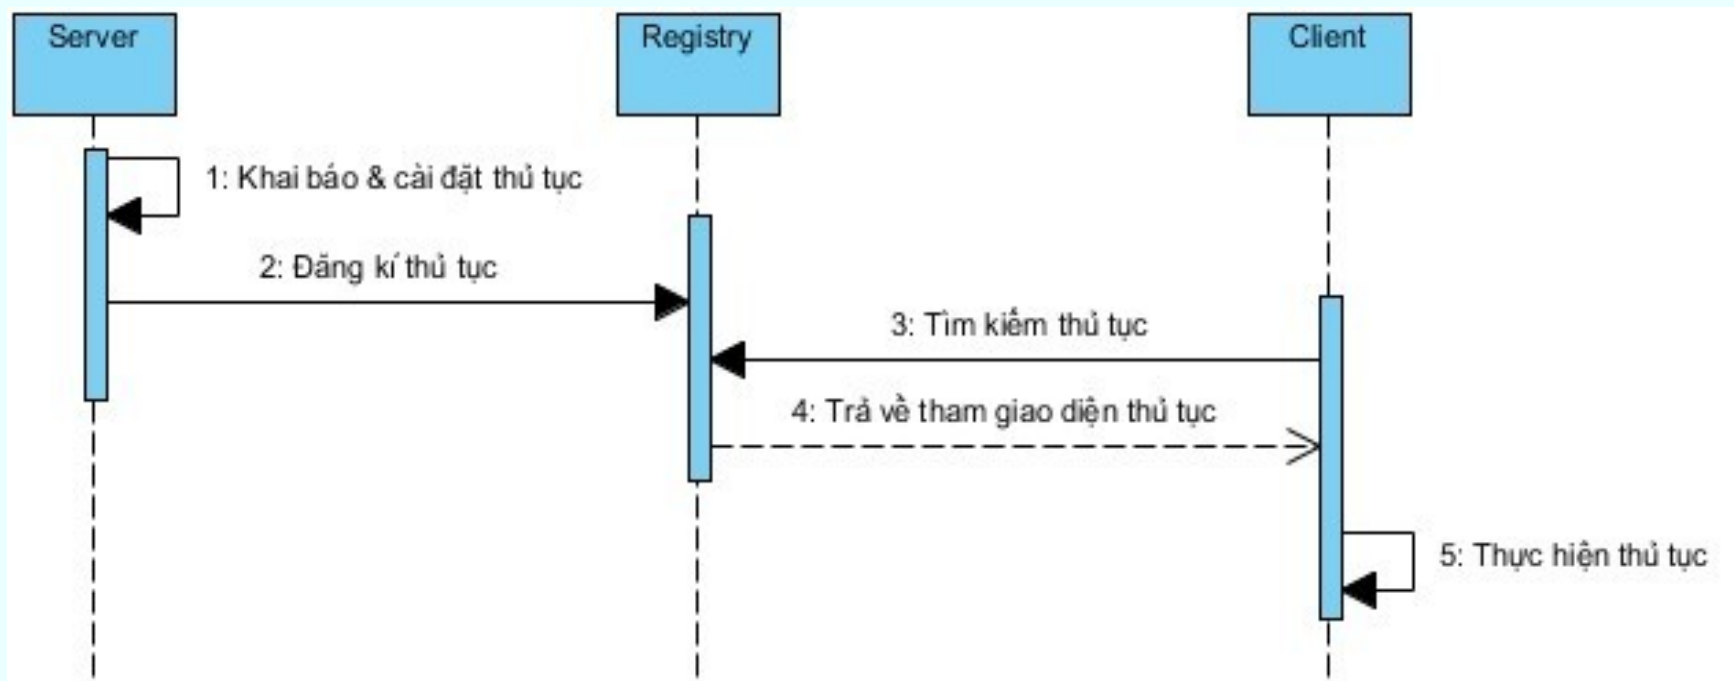 Server
Registry
Client
1: Khai báo & cài đặt thủ tục
2: Đăng kí thủ tục
3: Tìm kiếm thủ tục
4: Trả về tham giao diện thủ tục
5: Thực hiện thủ tục